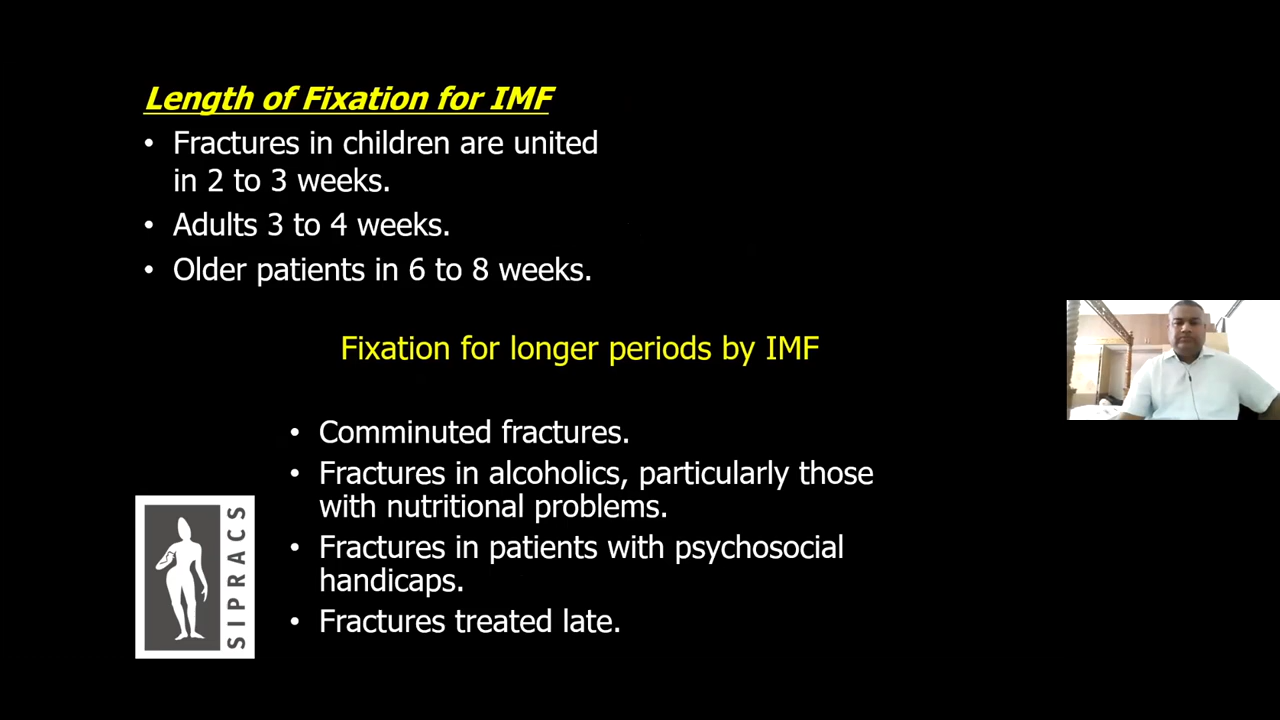 Length of Fixation for IMF
• Fractures in children are united
in 2 to 3 weeks.
• Adults 3 to 4 weeks.
• Older patients in 6 to 8 weeks.
Fixation for longer periods by IMF
• Comminuted fractures.
• Fractures in alcoholics, particularly those
with nutritional problems.
• Fractures in patients with psychosocial
handicaps.
• Fractures treated late.
SIPRACS